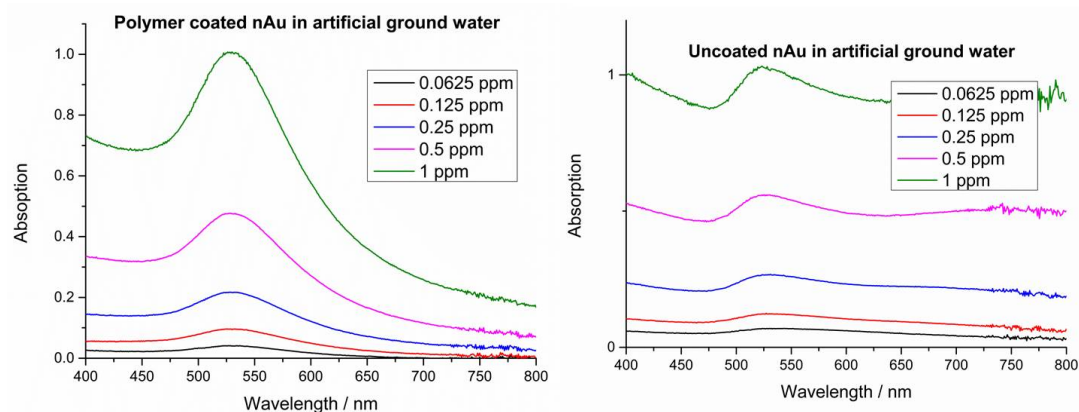 Polymer coated nAu in artificial ground water
1.0
0.8
0.6
0.4
0.2
0.0
Absoption
0.0625 ppm
0.125 ppm
0.25 ppm
0.5 ppm
1 ppm
400 450 500 550 600 650 700 750 800
Wavelength / nm
Uncoated nAu in artificial ground water
1
0
Absorption
0.0625 ppm
0.125 ppm
0.25 ppm
0.5 ppm
1 ppm
400 450 500 550 600 650 700 750 800
Wavelength / nm